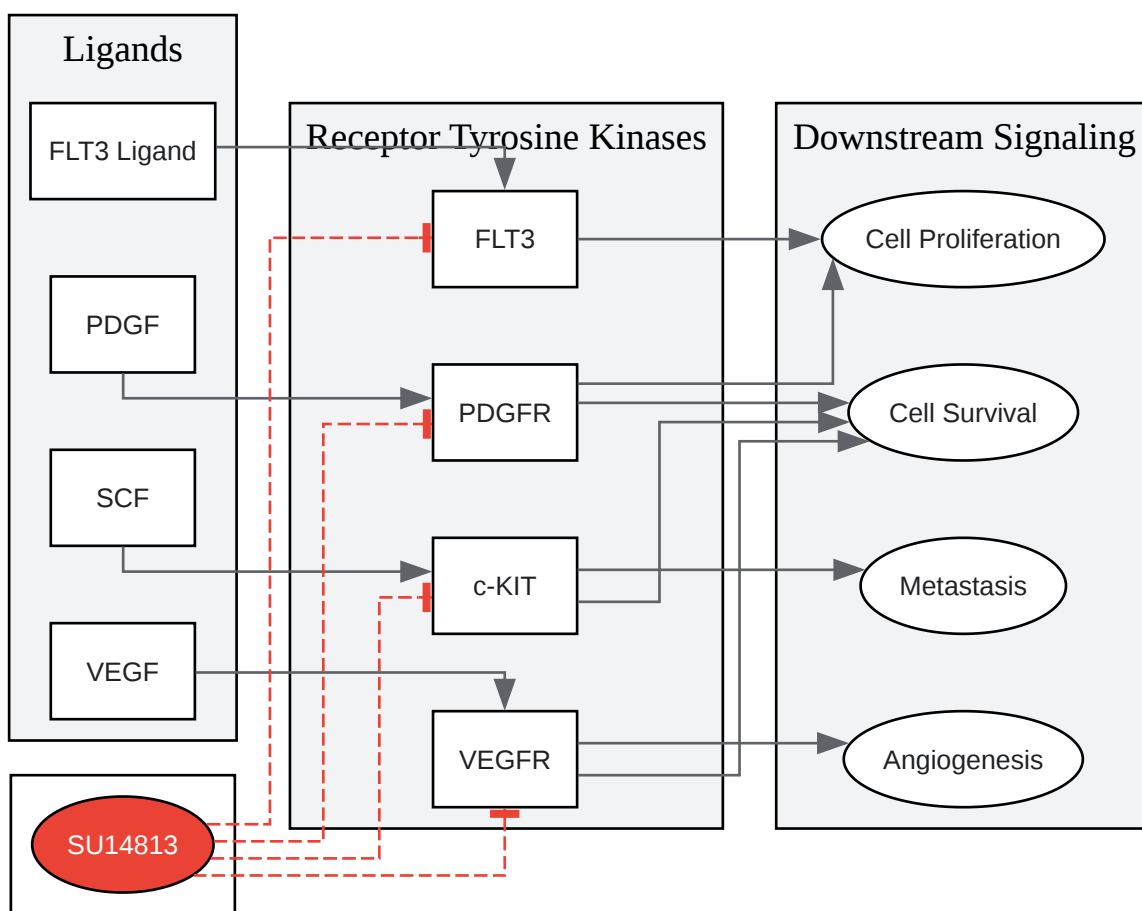 Ligands
FLT3 Ligand
PDGF
SCF
VEGF
SU14813
Receptor Tyrosine Kinases
FLT3
PDGFR
c-KIT
VEGFR
Downstream Signaling
Cell Proliferation
Cell Survival
Metastasis
Angiogenesis